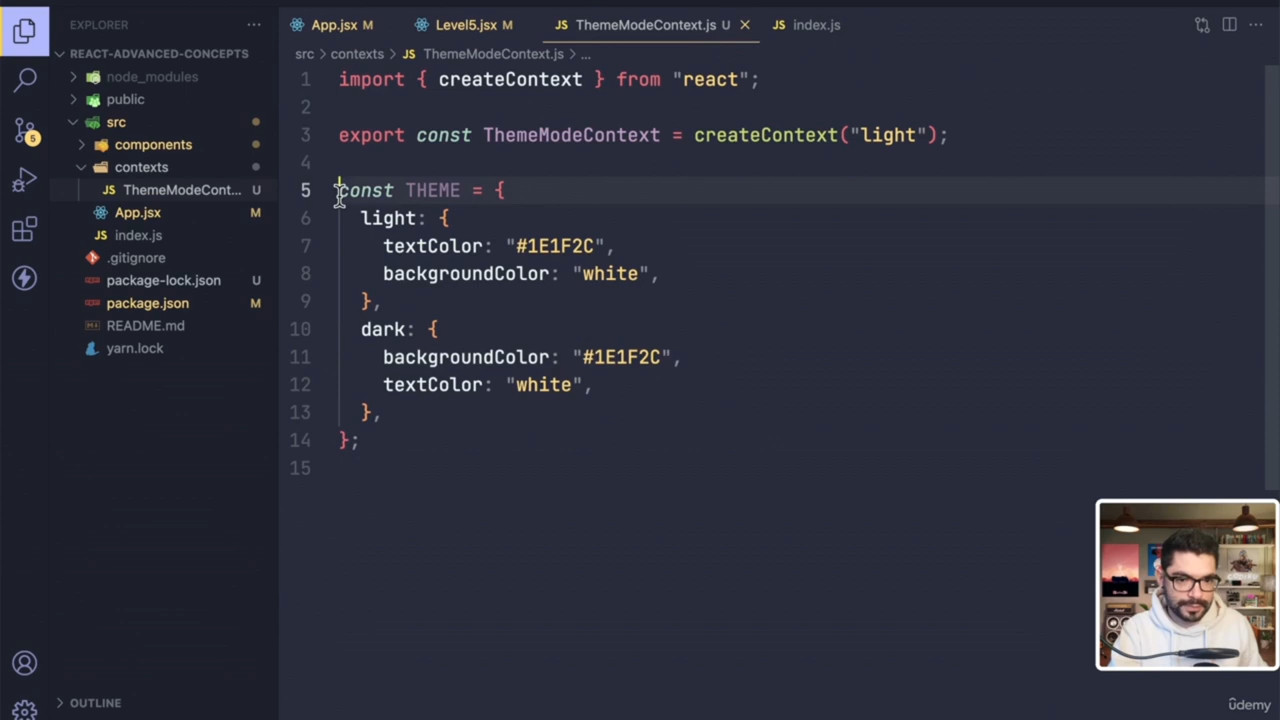 EXPLORER
REACT-ADVANCED-CONCEPTS
node_modules
public
src
components
contexts
ThemeModeCont... U
App.jsx M
index.js
.gitignore
package-lock.json U
package.json M
README.md
yarn.lock
OUTLINE
5
App.jsx M Level5.jsx M JS ThemeModeContext.js U JS index.js
src > contexts > JS ThemeModeContext.js > ...
1 import { createContext } from "react";
2
3 export const ThemeModeContext = createContext("light");
4
5 const THEME = {
6 light: {
7 textColor: "#1E1F2C",
8 backgroundColor: "white",
9 },
10 dark: {
11 backgroundColor: "#1E1F2C",
12 textColor: "white",
13 },
14 };
15
ûdemy